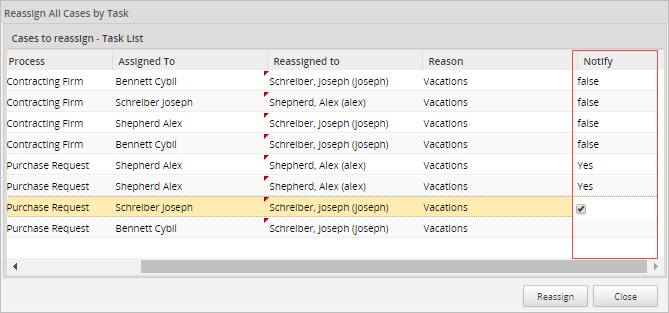 Reassign All Cases by Task
Cases to reassign - Task List
Process Assigned To Reassigned to Reason Notify
Contracting Firm Bennett Cybil Schreiber, Joseph (joseph) Vacations false
Contracting Firm Schreiber Joseph Shepherd, Alex (alex) Vacations false
Contracting Firm Shepherd Alex Schreiber, Joseph (joseph) Vacations false
Contracting Firm Bennett Cybil Schreiber, Joseph (joseph) Vacations false
Purchase Request Shepherd Alex Shepherd, Alex (alex) Vacations Yes
Purchase Request Shepherd Alex Shepherd, Alex (alex) Vacations Yes
Purchase Request Schreiber Joseph Schreiber, Joseph (joseph) Vacations
Purchase Request Bennett Cybil Schreiber, Joseph (joseph) Vacations
Reassign Close